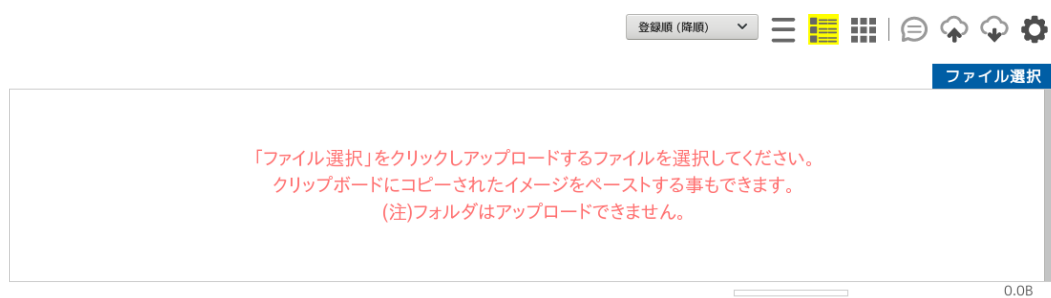 登録順 (降順)
ファイル選択
「ファイル選択」をクリックしアップロードするファイルを選択してください。
クリップボードにコピーされたイメージをペーストする事もできます。
(注)フォルダはアップロードできません。
0.0B